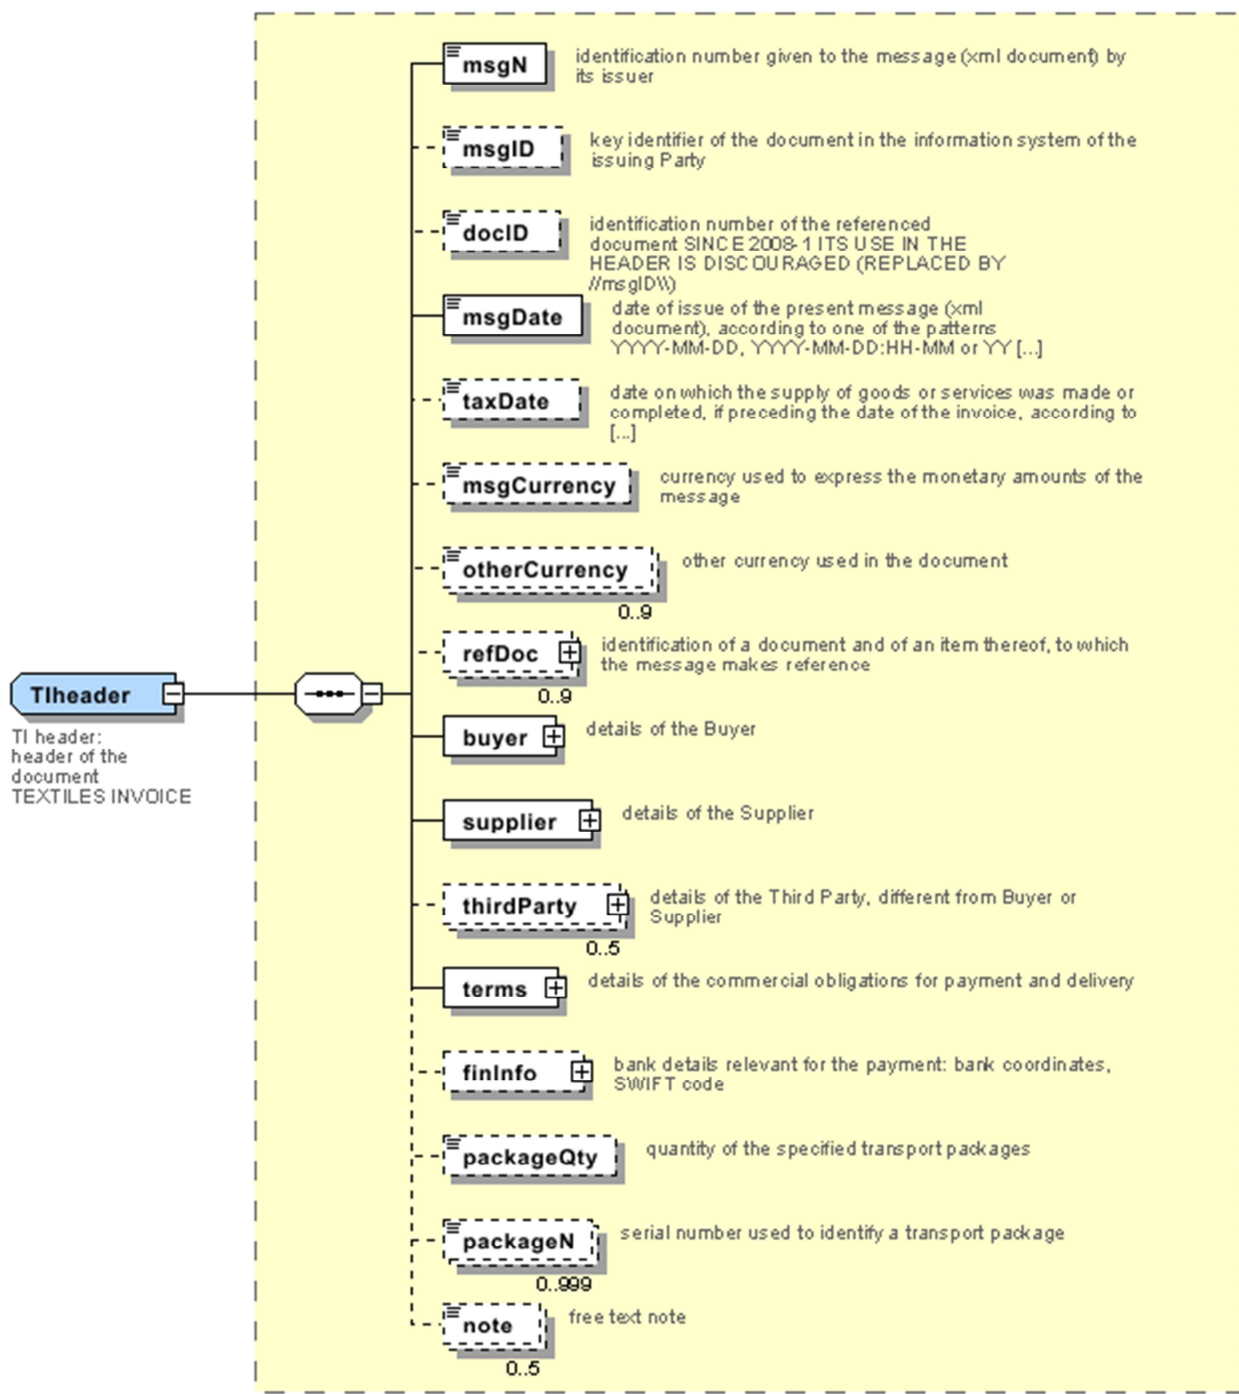 msgN
identification number given to the message (xml document) by
its issuer
msgID
key identifier of the document in the information system of the
issuing Party
docID
identification number of the referenced
document SINCE 2008-1 ITS USE IN THE
HEADER IS DISCOURAGED (REPLACED BY
//msgID\\)
msgDate
date of issue of the present message (xml
document), according to one of the patterns
YYYY-MM-DD, YYYY-MM-DD:HH-MM or YY [...]
taxDate
date on which the supply of goods or services was made or
completed, if preceding the date of the invoice, according to
[...]
msgCurrency
currency used to express the monetary amounts of the
message
otherCurrency
other currency used in the document
0..9
refDoc
identification of a document and of an item thereof, to which
the message makes reference
0..9
TIheader
TI header:
header of the
document
TEXTILES INVOICE
buyer
details of the Buyer
supplier
details of the Supplier
thirdParty
details of the Third Party, different from Buyer or
Supplier
0..5
terms
details of the commercial obligations for payment and delivery
finInfo
bank details relevant for the payment: bank coordinates,
SWIFT code
packageQty
quantity of the specified transport packages
packageN
serial number used to identify a transport package
0..999
note
free text note
0..5